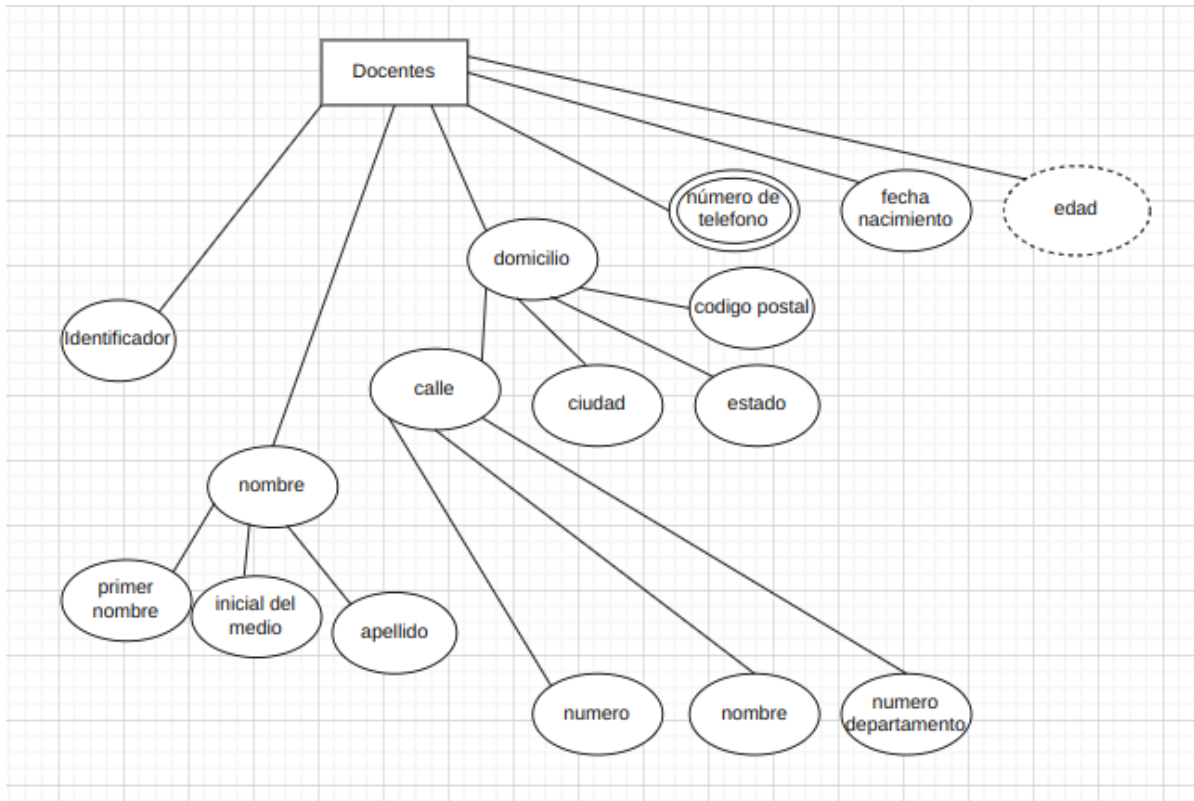 Docentes
número de
telefono
fecha
nacimiento
edad
domicilio
codigo postal
Identificador
calle
ciudad
estado
nombre
primer
nombre
inicial del
medio
apellido
numero
nombre
numero
departamento